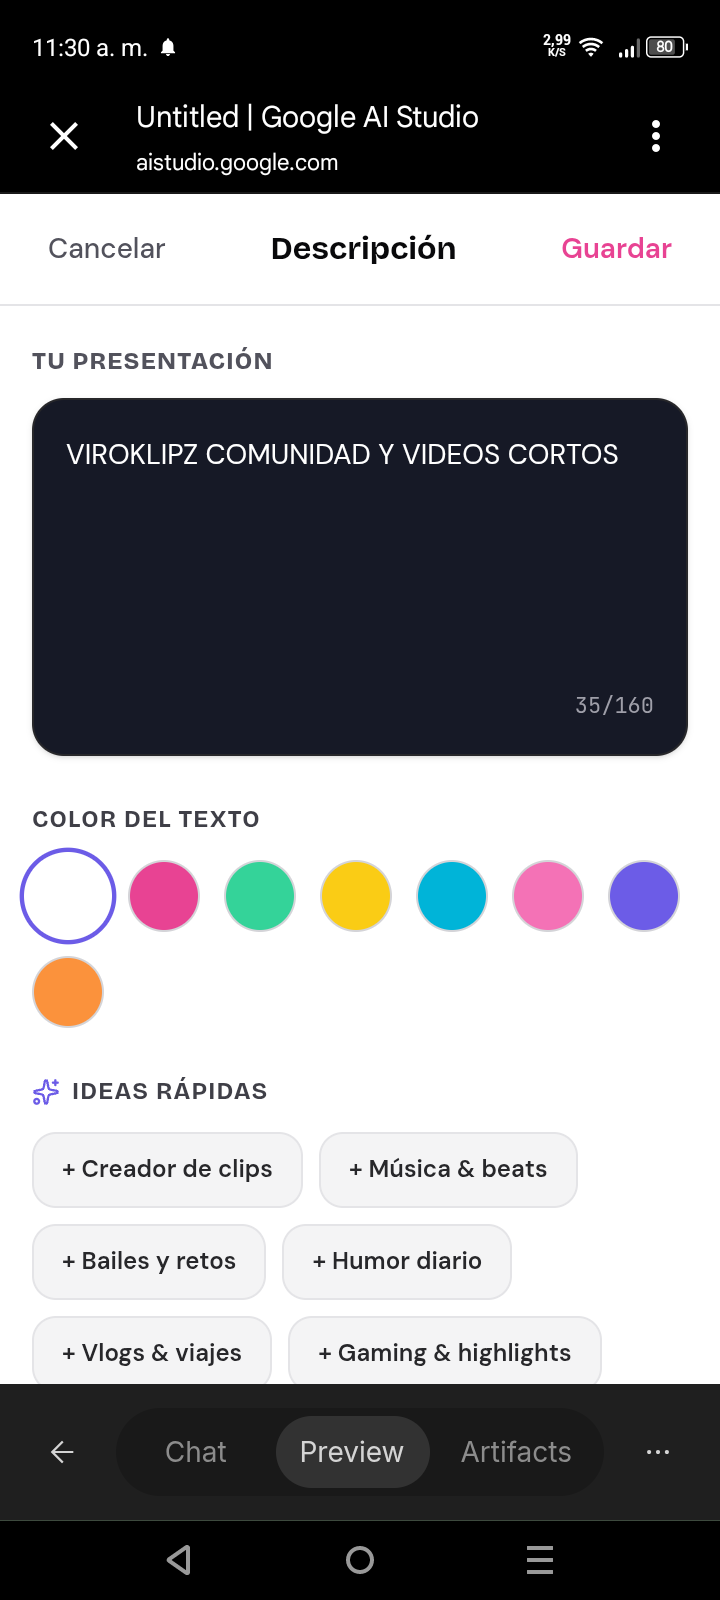 11:30 a. m.
2,99
K/S
80
Untitled | Google AI Studio
aistudio.google.com
Cancelar
Descripción
Guardar
TU PRESENTACIÓN
VIROKLIPZ COMUNIDAD Y VIDEOS CORTOS
35/160
COLOR DEL TEXTO
IDEAS RÁPIDAS
+ Creador de clips
+ Música & beats
+ Bailes y retos
+ Humor diario
+ Vlogs & viajes
+ Gaming & highlights
Chat
Preview
Artifacts